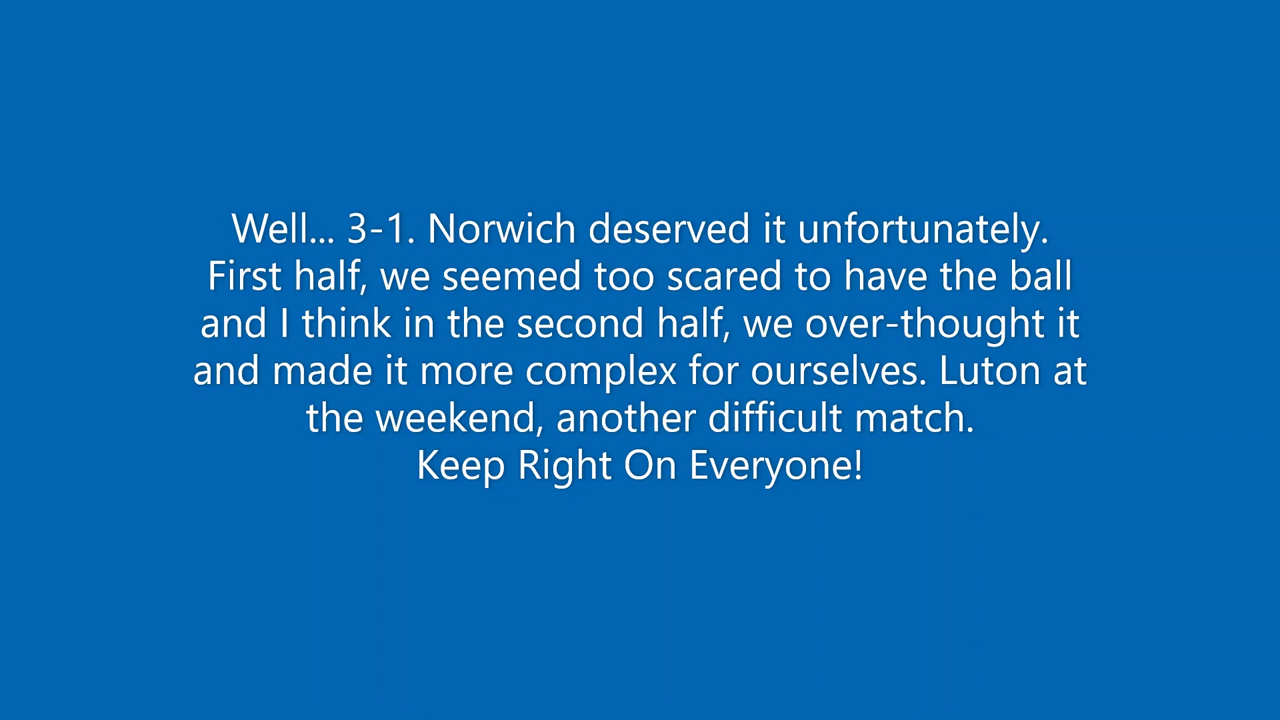 Well... 3-1. Norwich deserved it unfortunately.
First half, we seemed too scared to have the ball
and I think in the second half, we over-thought it
and made it more complex for ourselves. Luton at
the weekend, another difficult match.
Keep Right On Everyone!